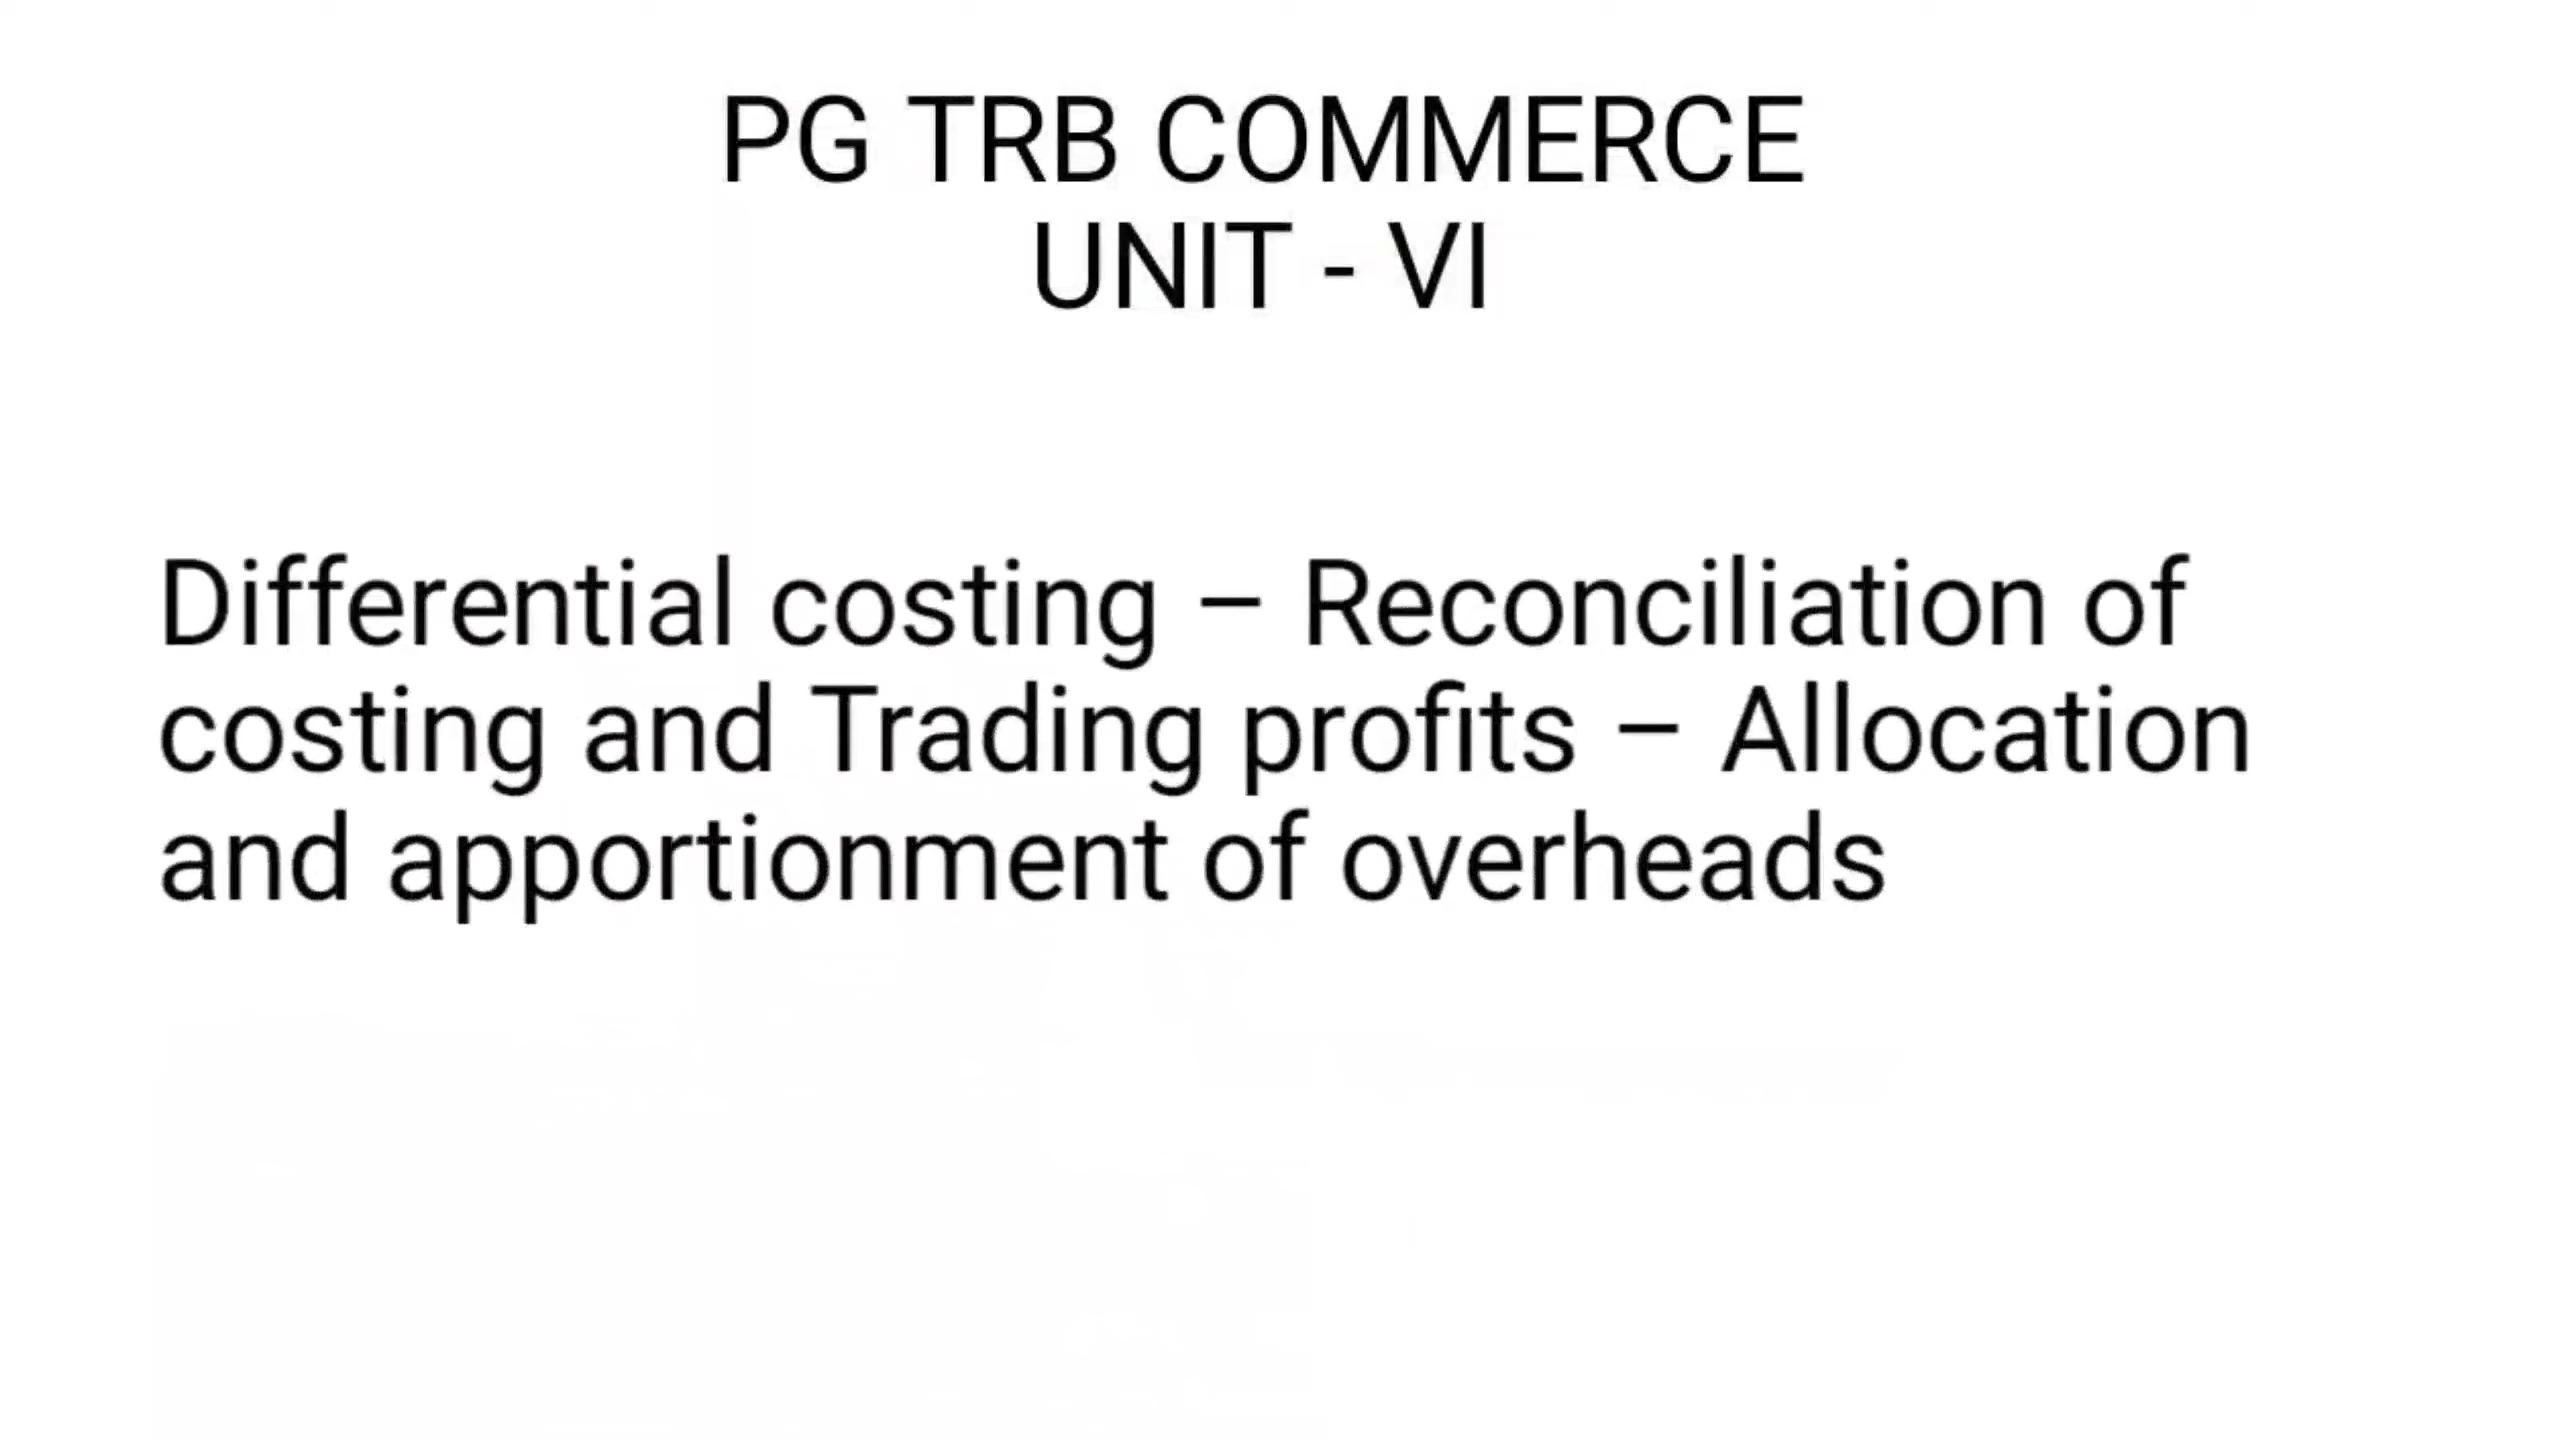 PG TRB COMMERCE
UNIT - VI
Differential costing – Reconciliation of
costing and Trading profits – Allocation
and apportionment of overheads